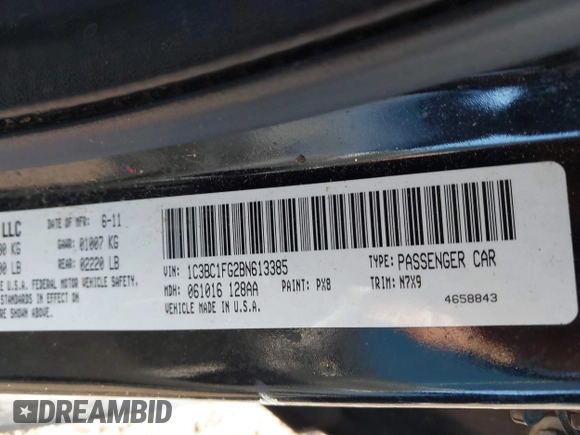 LLC DATE OF MFR: 6-11
KG GAWR: 01007 KG
LB REAR: 02220 LB
U.S.A. FEDERAL MOTOR VEHICLE SAFETY,
STANDARDS IN EFFECT ON
SHOWN ABOVE.
VIN: 1C3BC1FG2BN613385 TYPE: PASSENGER CAR
MDH: 061016 128AA PAINT: PX8 TRIM: N7X9
VEHICLE MADE IN U.S.A. 4658843
DREAMBID